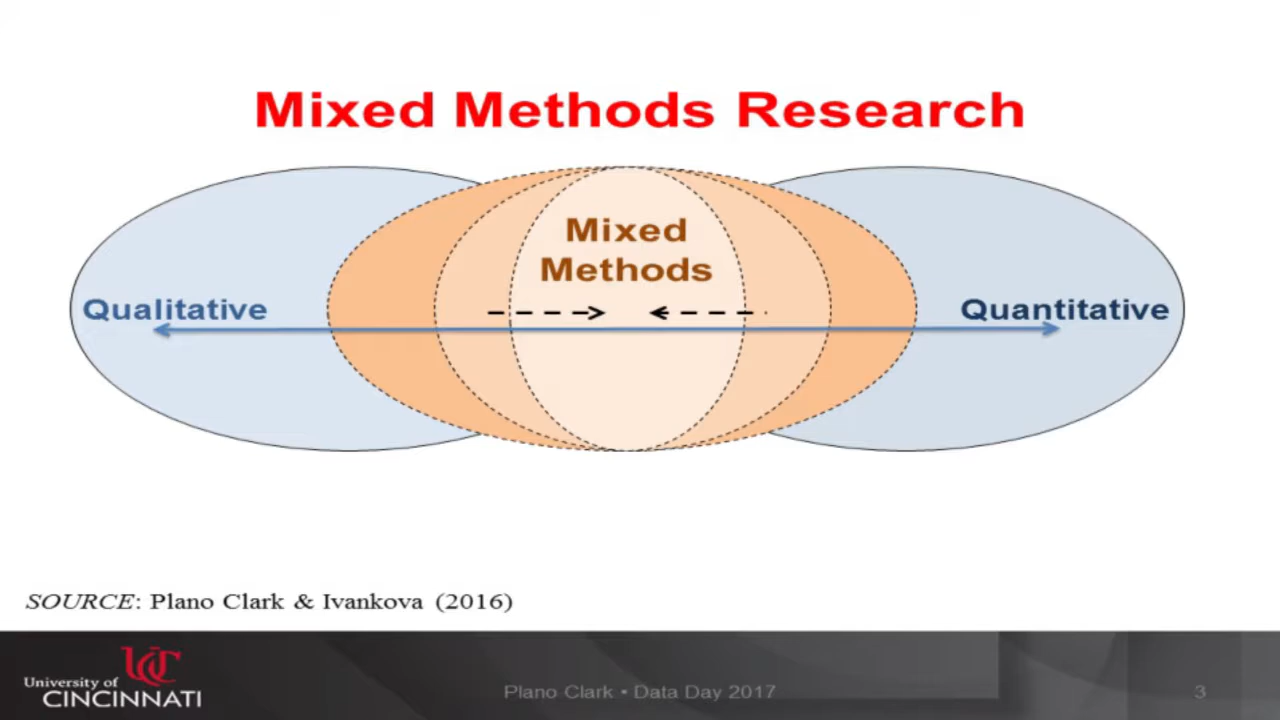 Mixed Methods Research
Mixed
Methods
Qualitative
Quantitative
SOURCE: Plano Clark & Ivankova (2016)
UC
University of
CINCINNATI
Plano Clark • Data Day 2017
3